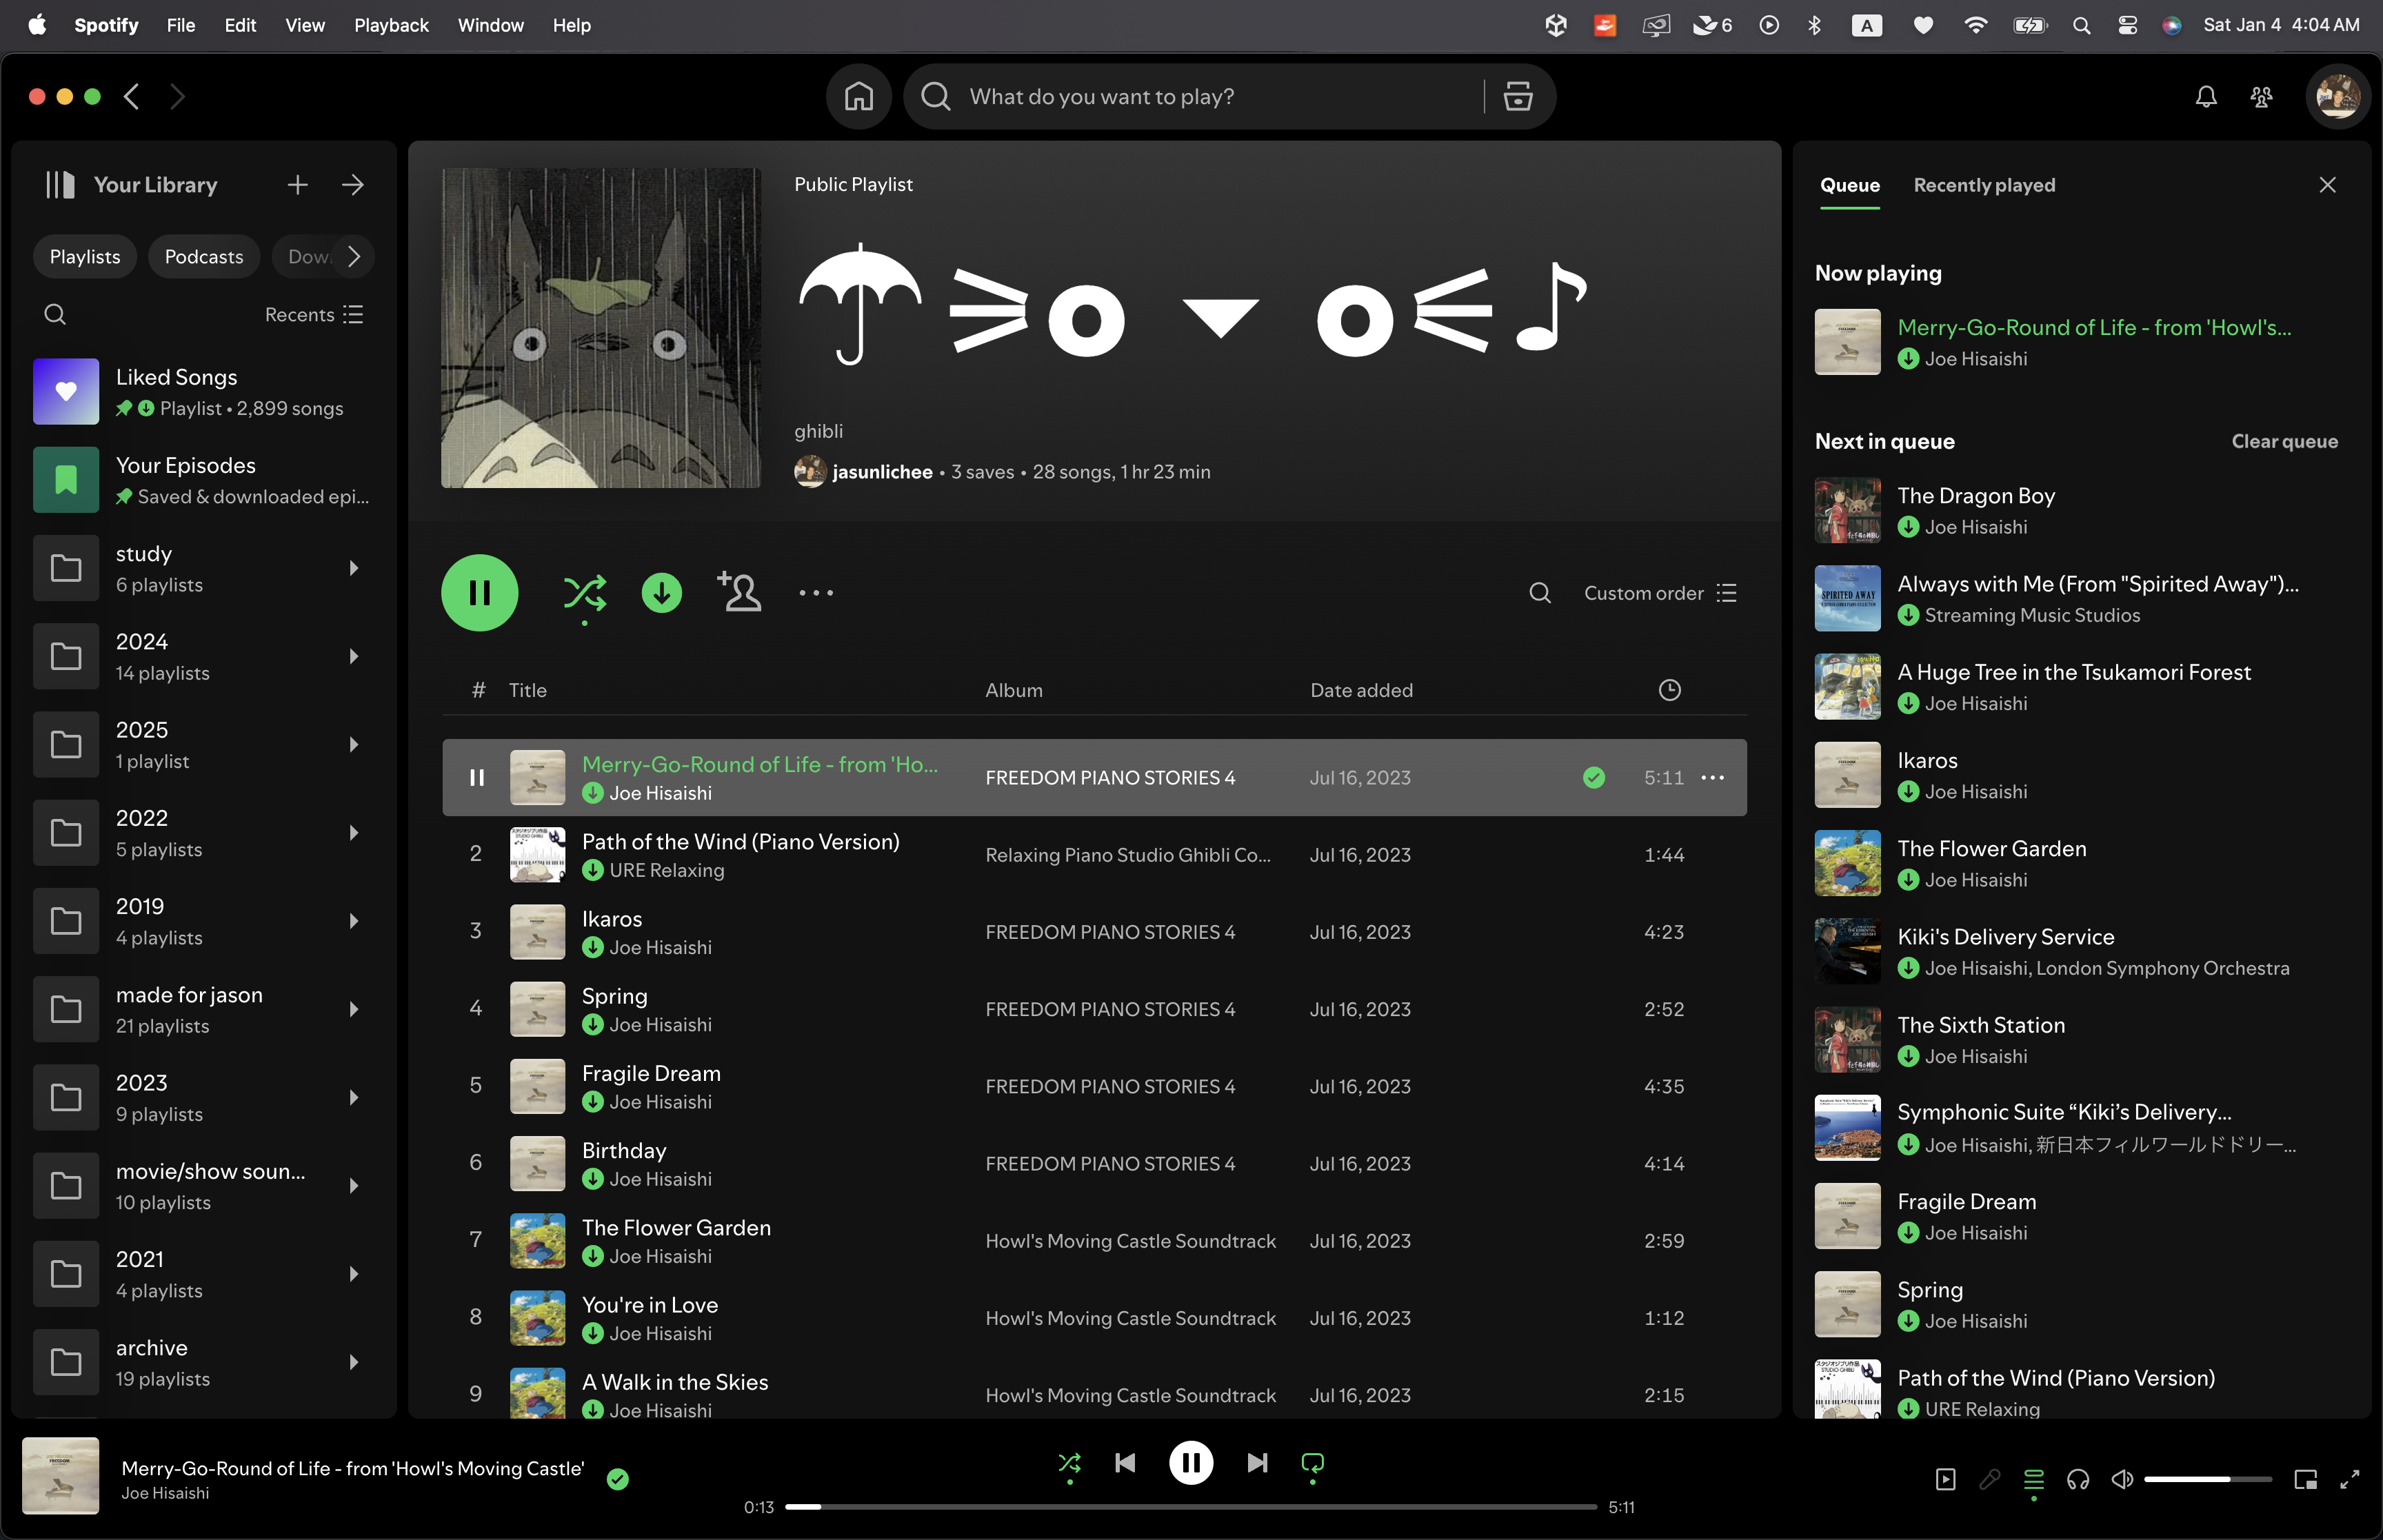 Spotify File Edit View Playback Window Help
6
A
Sat Jan 4 4:04 AM
What do you want to play?
Your Library
Playlists Podcasts Dow
Recents
Liked Songs
Playlist • 2,899 songs
Your Episodes
Saved & downloaded epi...
study
6 playlists
2024
14 playlists
2025
1 playlist
2022
5 playlists
2019
4 playlists
made for jason
21 playlists
2023
9 playlists
movie/show soun...
10 playlists
2021
4 playlists
archive
19 playlists
Public Playlist
☂⋛o ▾ o⋚♪
ghibli
jasunlichee • 3 saves • 28 songs, 1 hr 23 min
Custom order
# Title Album Date added
Merry-Go-Round of Life - from 'Ho...
Joe Hisaishi
FREEDOM PIANO STORIES 4 Jul 16, 2023 5:11
2 Path of the Wind (Piano Version)
URE Relaxing
Relaxing Piano Studio Ghibli Co... Jul 16, 2023 1:44
3 Ikaros
Joe Hisaishi
FREEDOM PIANO STORIES 4 Jul 16, 2023 4:23
4 Spring
Joe Hisaishi
FREEDOM PIANO STORIES 4 Jul 16, 2023 2:52
5 Fragile Dream
Joe Hisaishi
FREEDOM PIANO STORIES 4 Jul 16, 2023 4:35
6 Birthday
Joe Hisaishi
FREEDOM PIANO STORIES 4 Jul 16, 2023 4:14
7 The Flower Garden
Joe Hisaishi
Howl's Moving Castle Soundtrack Jul 16, 2023 2:59
8 You're in Love
Joe Hisaishi
Howl's Moving Castle Soundtrack Jul 16, 2023 1:12
9 A Walk in the Skies
Joe Hisaishi
Howl's Moving Castle Soundtrack Jul 16, 2023 2:15
Queue Recently played
Now playing
Merry-Go-Round of Life - from 'Howl's...
Joe Hisaishi
Next in queue Clear queue
The Dragon Boy
Joe Hisaishi
SPIRITED AWAY
Always with Me (From "Spirited Away")...
Streaming Music Studios
A Huge Tree in the Tsukamori Forest
Joe Hisaishi
Ikaros
Joe Hisaishi
The Flower Garden
Joe Hisaishi
Kiki's Delivery Service
Joe Hisaishi, London Symphony Orchestra
The Sixth Station
Joe Hisaishi
Symphonic Suite “Kiki’s Delivery...
Joe Hisaishi, 新日本フィルワールドドリー...
Fragile Dream
Joe Hisaishi
Spring
Joe Hisaishi
スタジオジブリ作品
STUDIO GHIBLI
Path of the Wind (Piano Version)
URE Relaxing
Merry-Go-Round of Life - from 'Howl's Moving Castle'
Joe Hisaishi
0:13 5:11